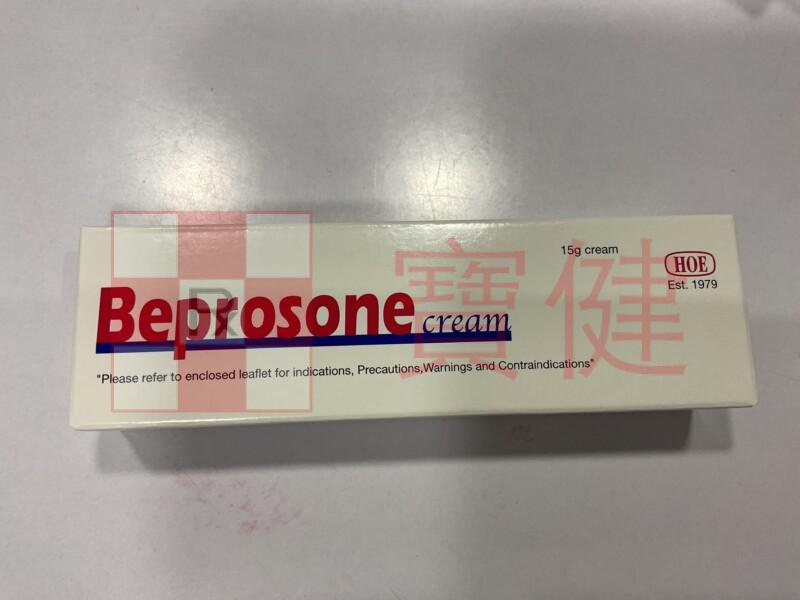 15g cream
HOE
Est. 1979
Beprosone cream
"Please refer to enclosed leaflet for indications, Precautions,Warnings and Contraindications"
R
寶健